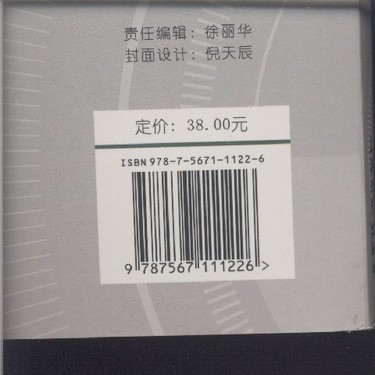 责任编辑：徐丽华
封面设计：倪天辰
定价：38.00元
ISBN 978-7-5671-1122-6
9 787567 111226 >